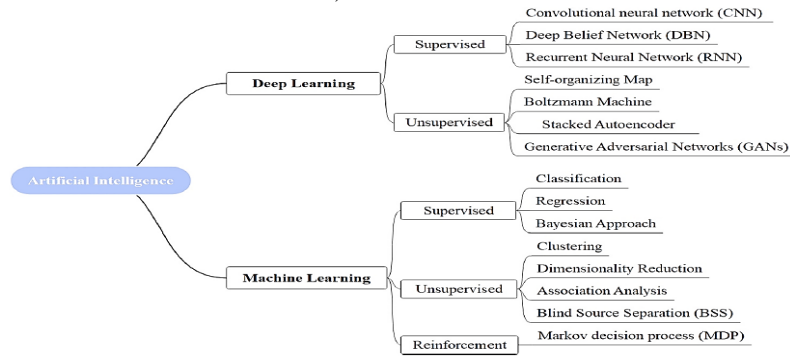 Artificial Intelligence
Deep Learning
Supervised
Convolutional neural network (CNN)
Deep Belief Network (DBN)
Recurrent Neural Network (RNN)
Unsupervised
Self-organizing Map
Boltzmann Machine
Stacked Autoencoder
Generative Adversarial Networks (GANs)
Machine Learning
Supervised
Classification
Regression
Bayesian Approach
Unsupervised
Clustering
Dimensionality Reduction
Association Analysis
Blind Source Separation (BSS)
Reinforcement
Markov decision process (MDP)